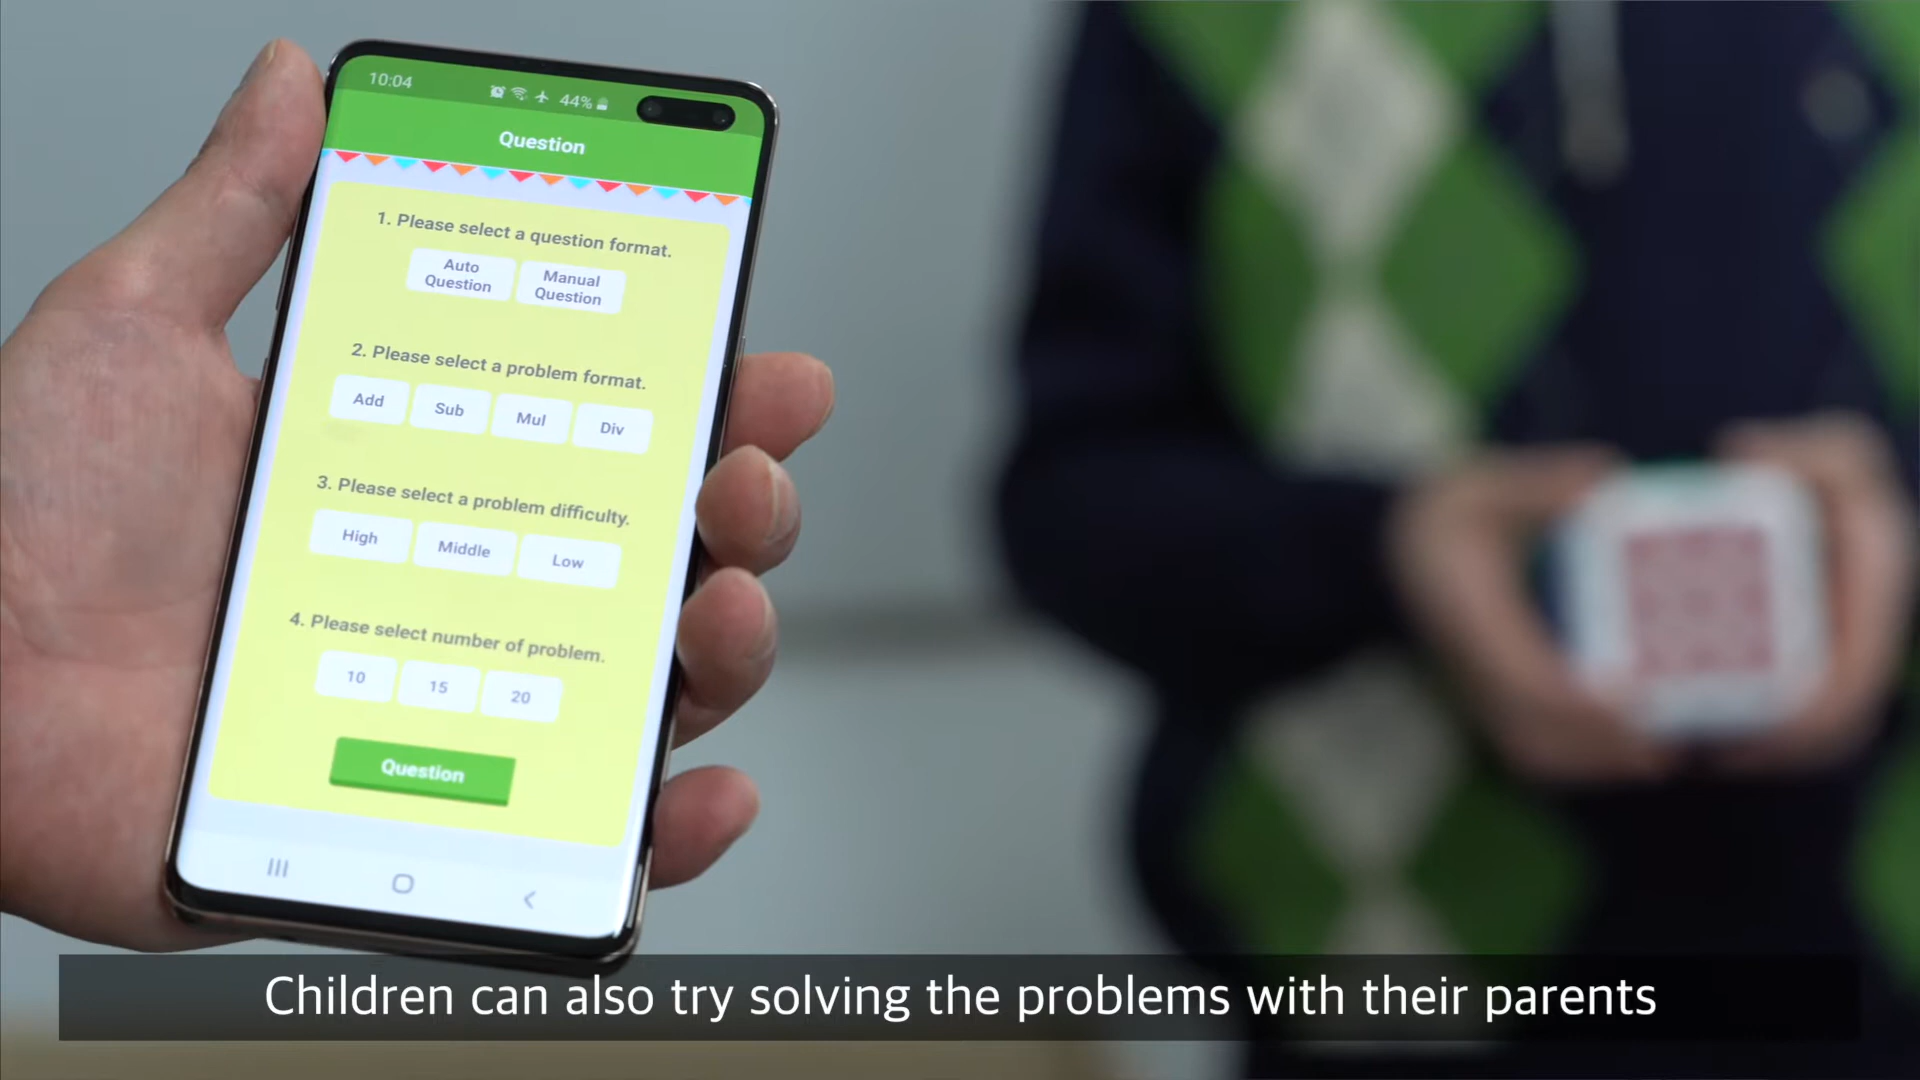 10:04
44%
Question
1. Please select a question format.
Auto
Question
Manual
Question
2. Please select a problem format.
Add
Sub
Mul
Div
3. Please select a problem difficulty.
High
Middle
Low
4. Please select number of problem.
10
15
20
Question
Children can also try solving the problems with their parents